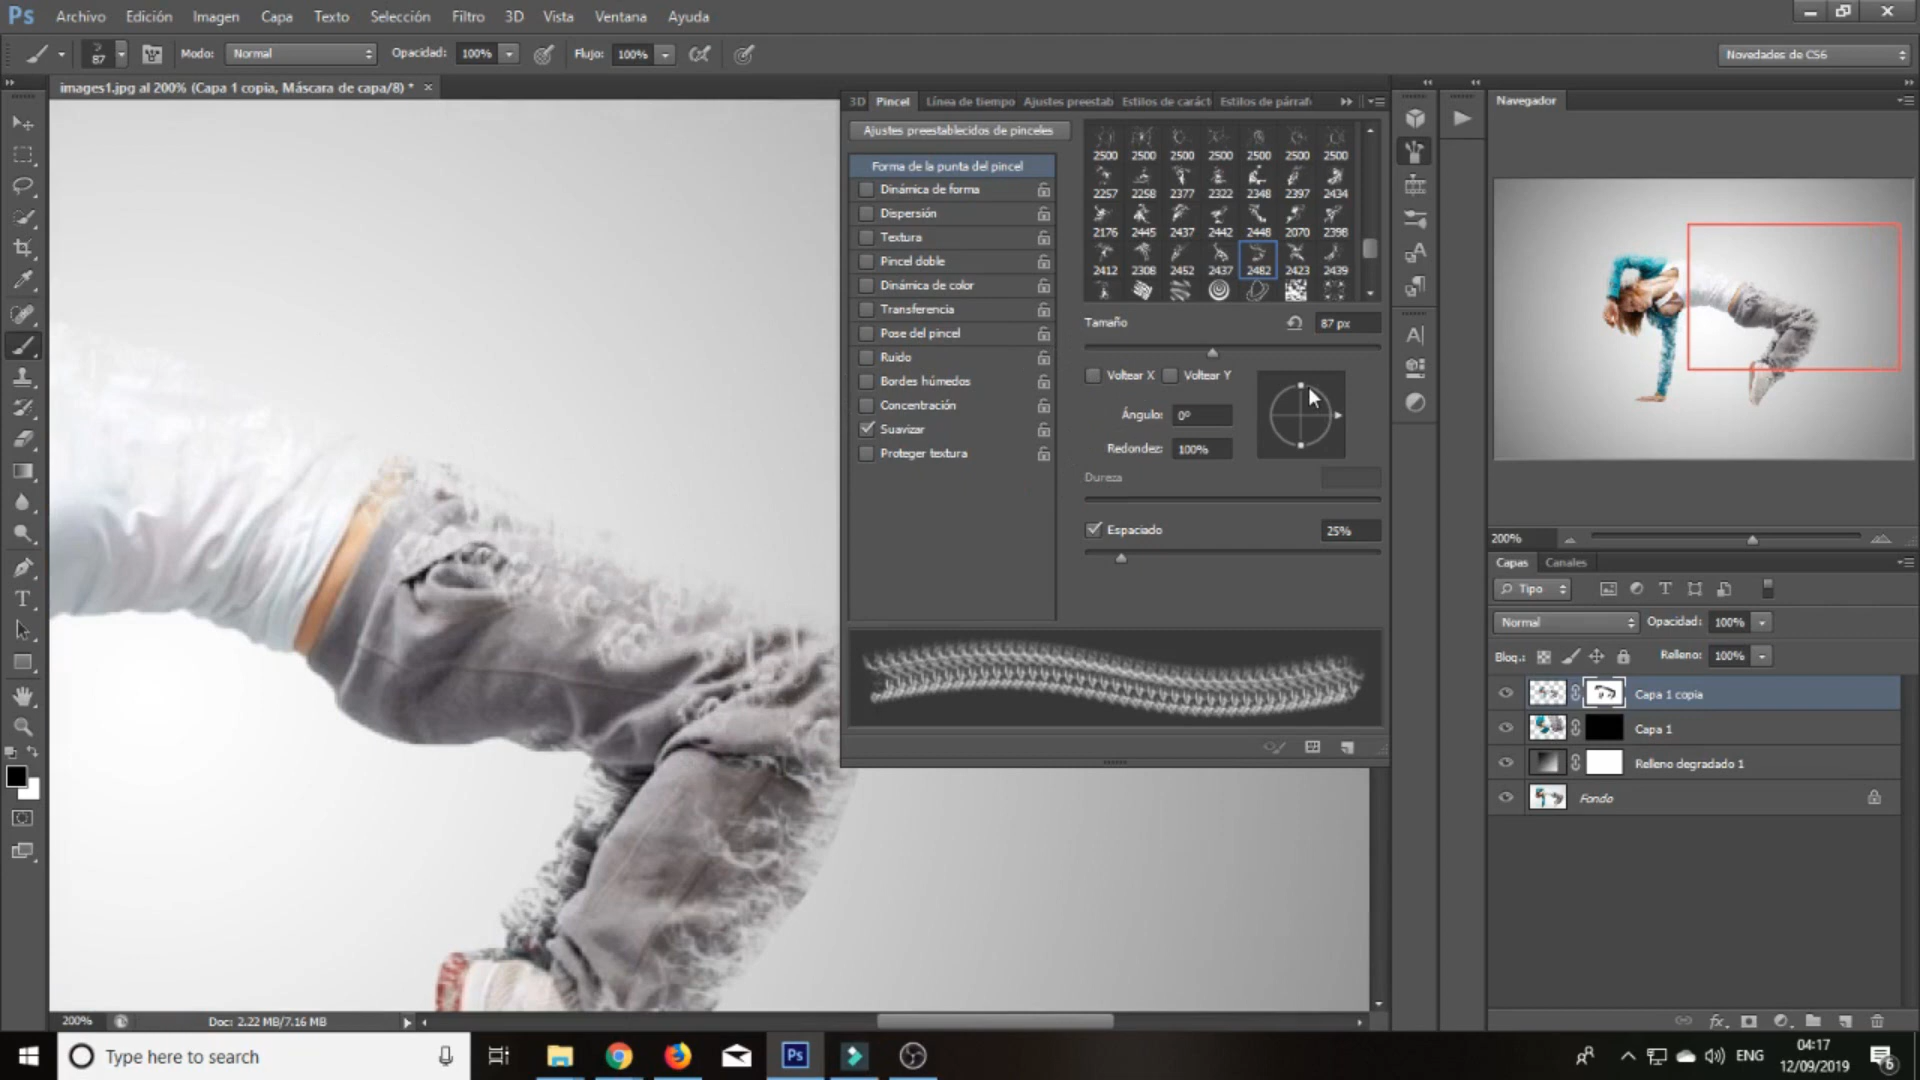 Ps Archivo Edición Imagen Capa Texto Selección Filtro 3D Vista Ventana Ayuda
87 Modo: Normal Opacidad: 100% Flujo: 100% Novedades de CS6
images1.jpg al 200% (Capa 1 copia, Máscara de capa/8) * ×
3D Pincel Línea de tiempo Ajustes preestab Estilos de caráct Estilos de párraf
Navegador
Ajustes preestablecidos de pinceles
Forma de la punta del pincel
Dinámica de forma
Dispersión
Textura
Pincel doble
Dinámica de color
Transferencia
Pose del pincel
Ruido
Bordes húmedos
Concentración
Suavizar
Proteger textura
2500 2500 2500 2500 2500 2500 2500
2257 2258 2377 2322 2348 2397 2434
2176 2445 2437 2442 2448 2070 2398
2412 2308 2452 2437 2482 2423 2439
Tamaño 87 px
Voltear X Voltear Y
Ángulo: 0º
Redondez: 100%
Dureza
Espaciado 25%
200%
Capas Canales
Tipo
Normal Opacidad: 100%
Bloq.: Relleno: 100%
Capa 1 copia
Capa 1
Relleno degradado 1
Fondo
fx
200% Doc: 2.22 MB/7.16 MB
Type here to search
Ps
ENG
04:17
12/09/2019
6